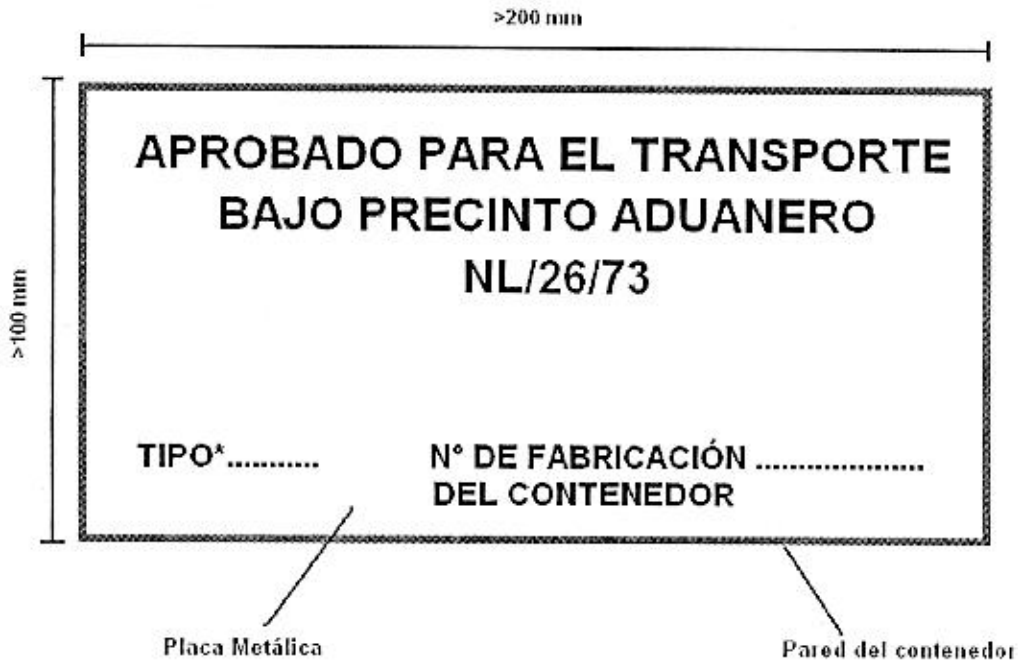 >200 mm
>100 mm
APROBADO PARA EL TRANSPORTE
BAJO PRECINTO ADUANERO
NL/26/73
TIPO*........... N° DE FABRICACIÓN ....................
DEL CONTENEDOR
Placa Metálica
Pared del contenedor